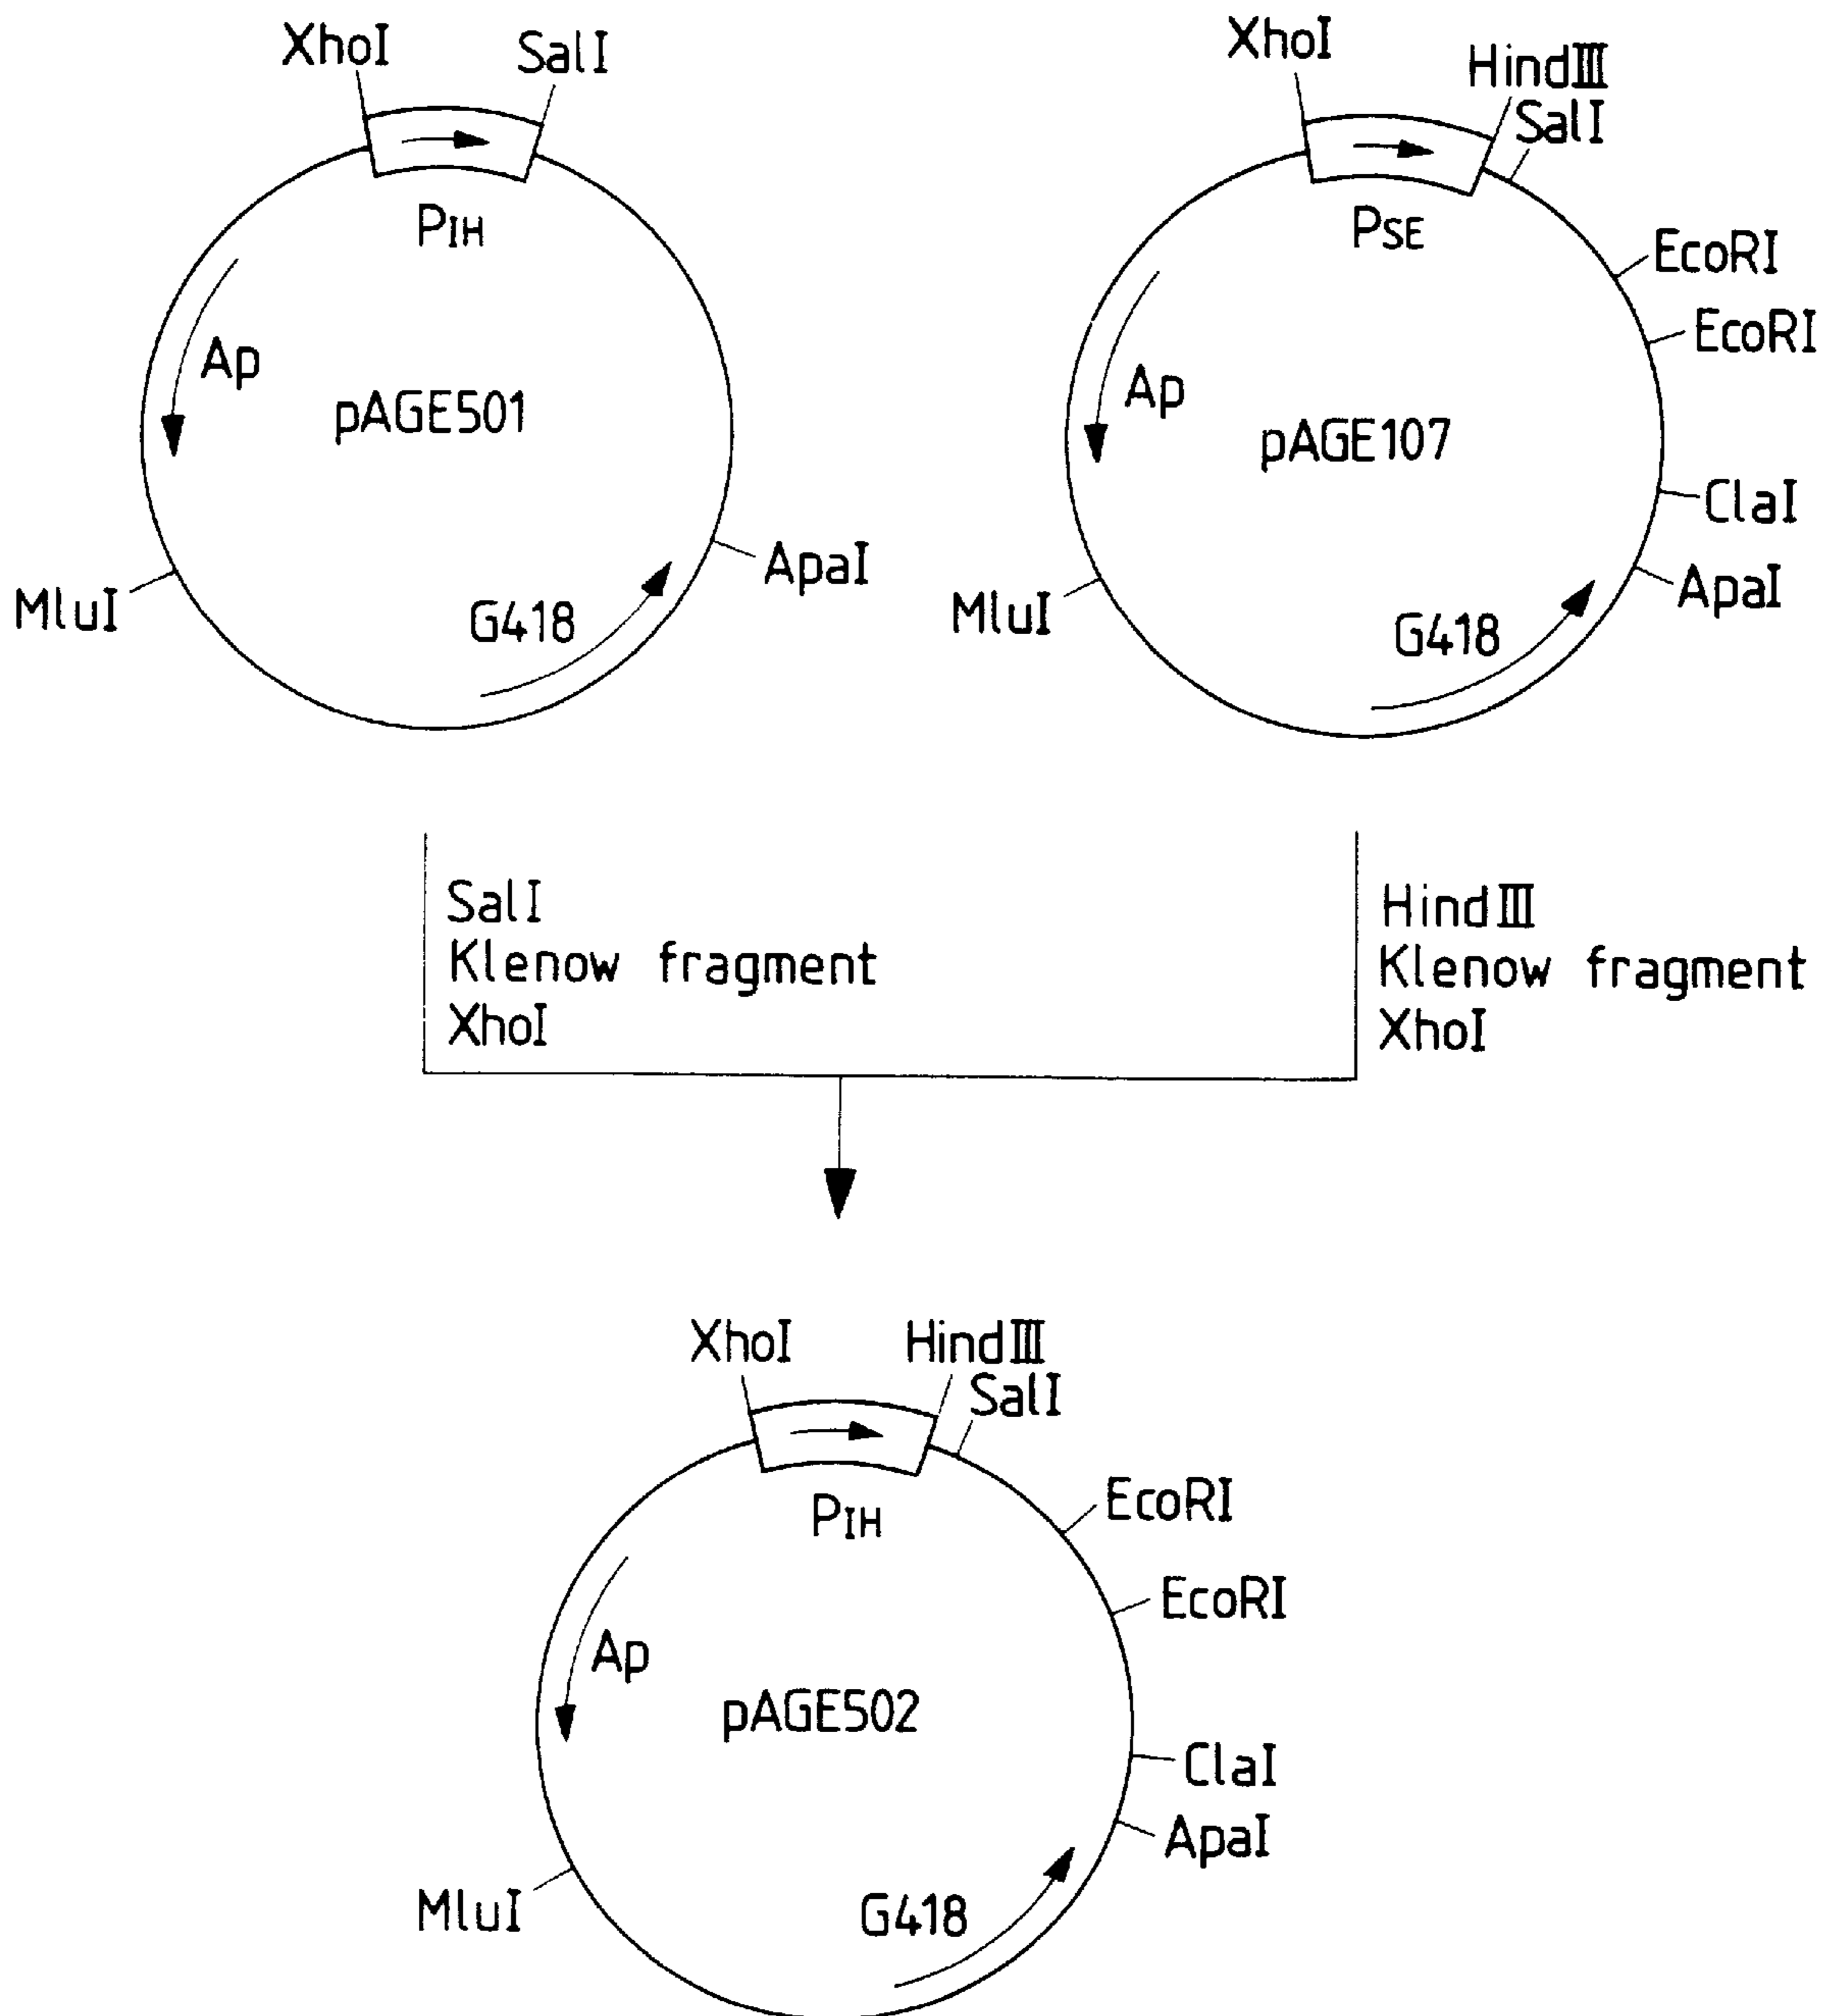 XhoI
SalI
PIH
Ap
pAGE501
MluI
G418
ApaI
XhoI
HindIII
SalI
PSE
EcoRI
EcoRI
Ap
pAGE107
ClaI
MluI
G418
ApaI
SalI
Klenow fragment
XhoI
HindIII
Klenow fragment
XhoI
XhoI
HindIII
SalI
PIH
EcoRI
EcoRI
Ap
pAGE502
ClaI
ApaI
MluI
G418